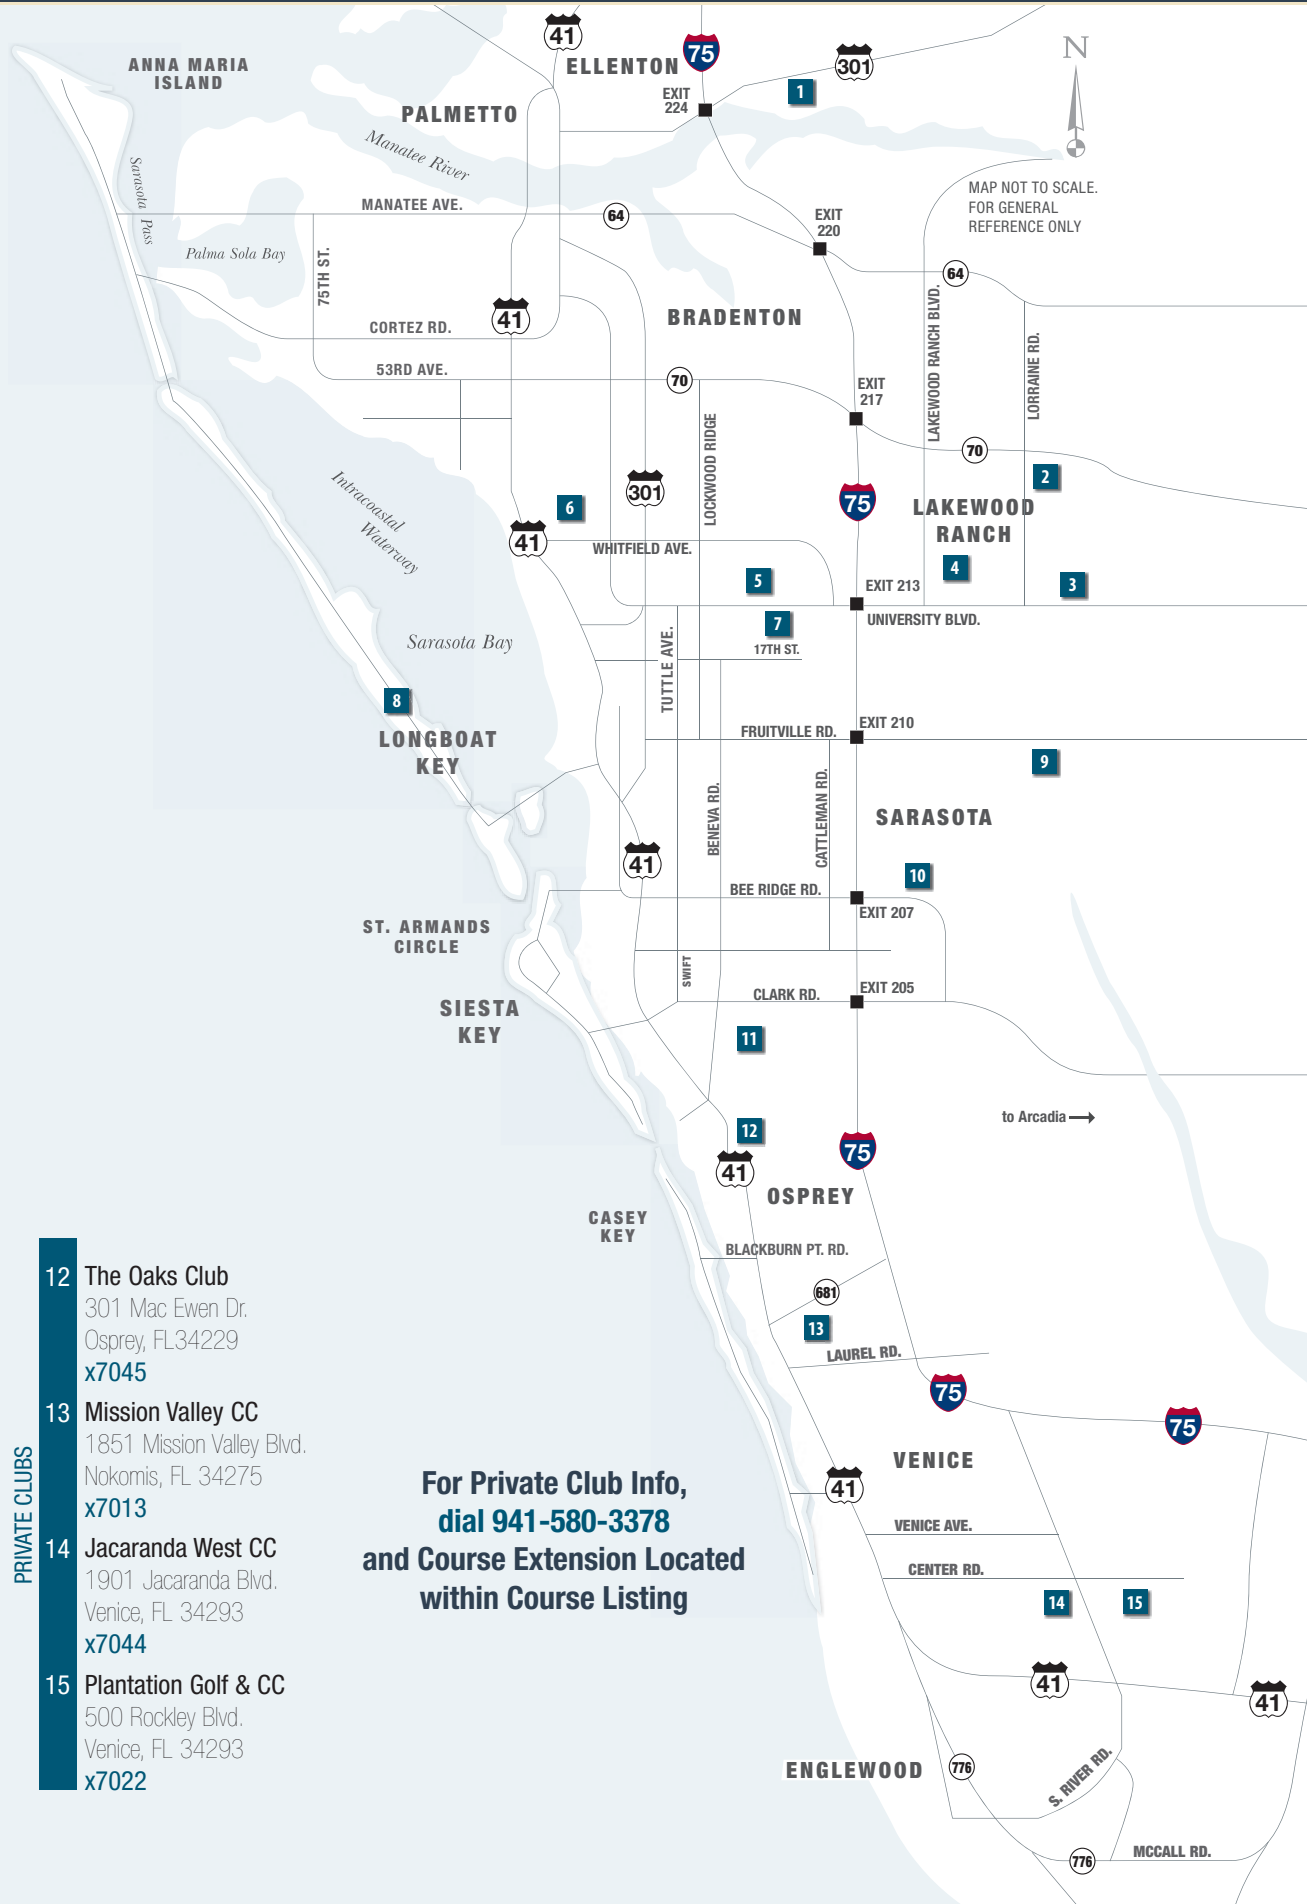 41
ELLENTON
75
301
N
ANNA MARIA
ISLAND
EXIT
224
1
PALMETTO
Manatee River
Sarasota Pass
MAP NOT TO SCALE.
FOR GENERAL
REFERENCE ONLY
MANATEE AVE.
64
EXIT
220
Palma Sola Bay
75TH ST.
64
41
BRADENTON
LAKEWOOD RANCH BLVD.
LORRAINE RD.
CORTEZ RD.
53RD AVE.
70
EXIT
217
LOCKWOOD RIDGE
70
Intracoastal
Waterway
301
2
6
75
LAKEWOOD
RANCH
41
WHITFIELD AVE.
4
5
EXIT 213
3
7
UNIVERSITY BLVD.
Sarasota Bay
TUTTLE AVE.
17TH ST.
8
LONGBOAT
KEY
FRUITVILLE RD.
EXIT 210
9
BENEVA RD.
CATTLEMAN RD.
SARASOTA
41
10
BEE RIDGE RD.
EXIT 207
ST. ARMANDS
CIRCLE
SWIFT
CLARK RD.
EXIT 205
SIESTA
KEY
11
to Arcadia
12
75
41
OSPREY
CASEY
KEY
BLACKBURN PT. RD.
681
13
LAUREL RD.
75
75
VENICE
41
VENICE AVE.
CENTER RD.
14
15
41
41
ENGLEWOOD
776
S. RIVER RD.
776
MCCALL RD.
PRIVATE CLUBS
12 The Oaks Club
301 Mac Ewen Dr.
Osprey, FL34229
x7045
13 Mission Valley CC
1851 Mission Valley Blvd.
Nokomis, FL 34275
x7013
14 Jacaranda West CC
1901 Jacaranda Blvd.
Venice, FL 34293
x7044
15 Plantation Golf & CC
500 Rockley Blvd.
Venice, FL 34293
x7022
For Private Club Info,
dial 941-580-3378
and Course Extension Located
within Course Listing